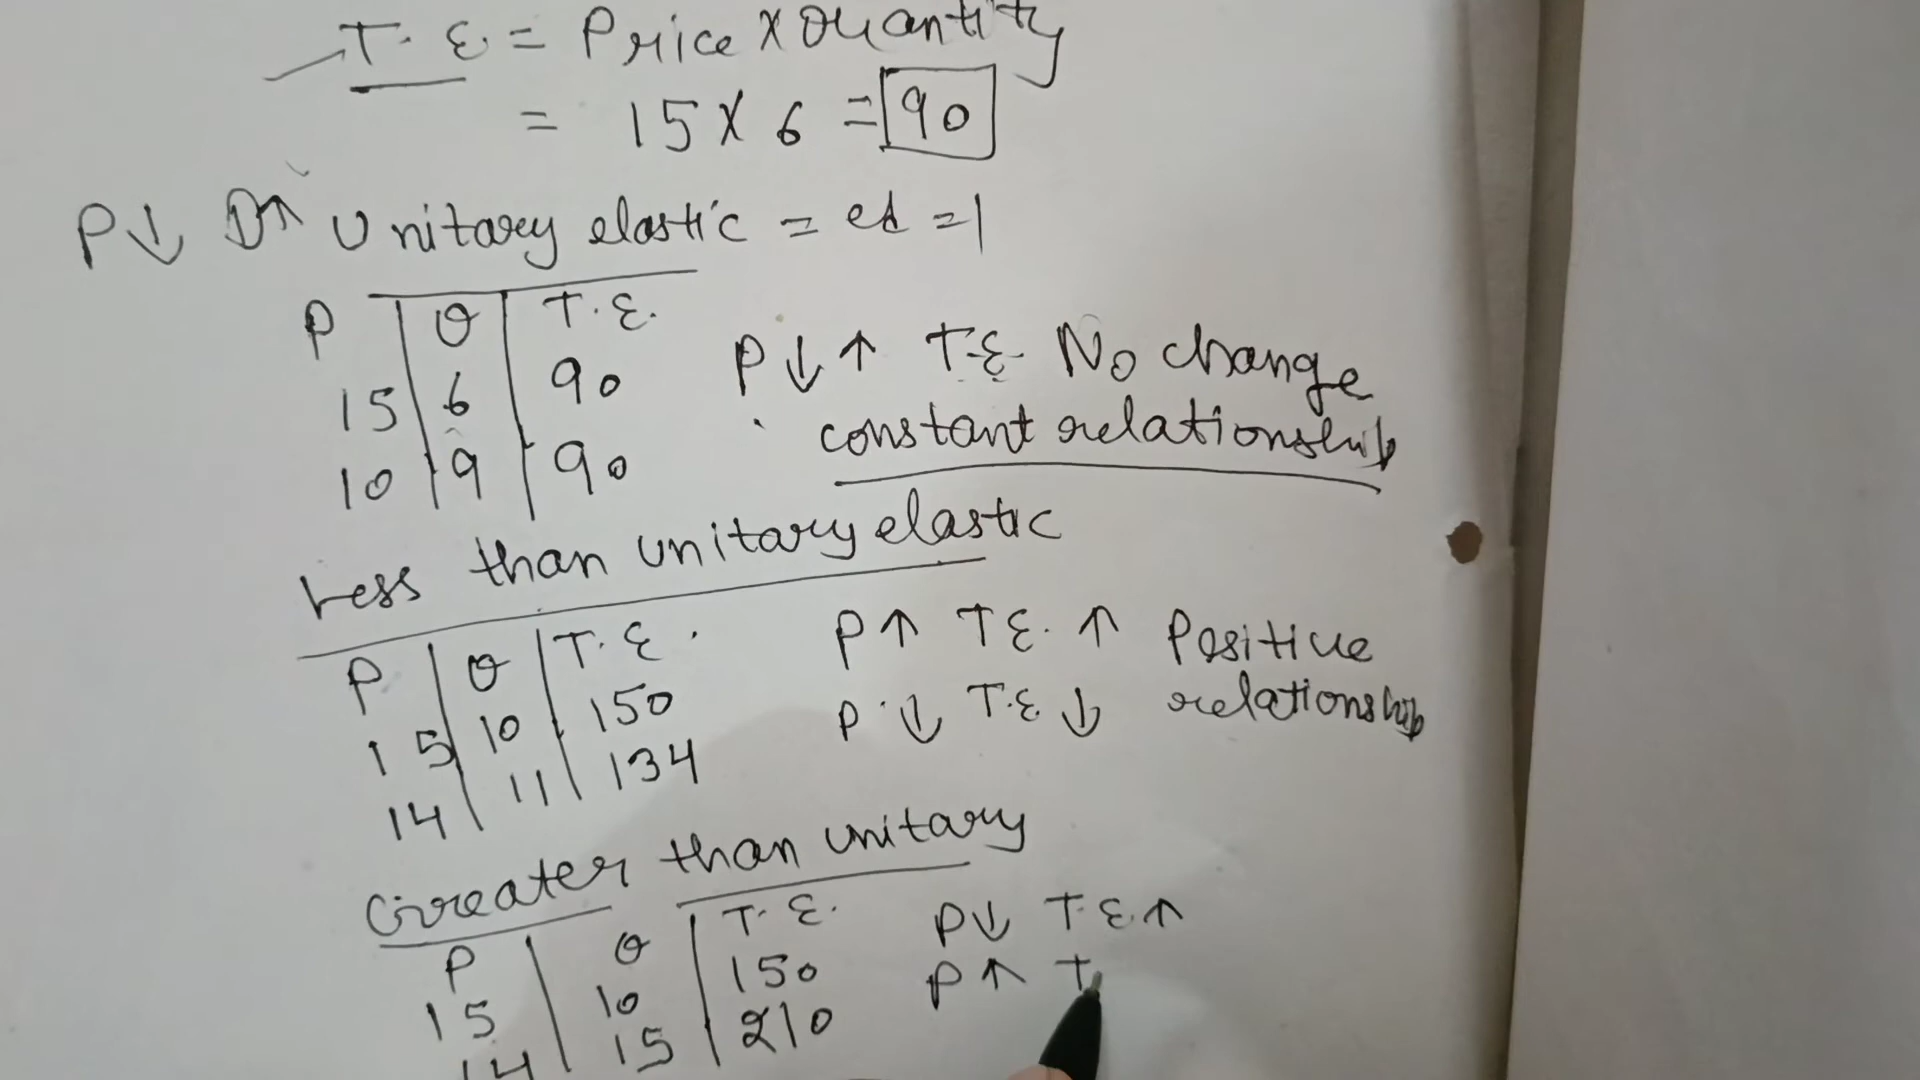 T. E. = Price X Quantity
= 15 X 6 = 90
P↓ D↑ Unitary elastic = ed = 1
P Q T. E.
15 6 90
10 9 90
P↓↑ T.E. No change
constant relationship
Less than unitary elastic
P Q T. E.
15 10 150
14 11 134
P↑ T.E. ↑ Positive
P.↓ T.E ↓ relationship
Greater than unitary
P Q T. E.
15 10 150
14 15 210
P↓ T.E.↑
P↑ T.